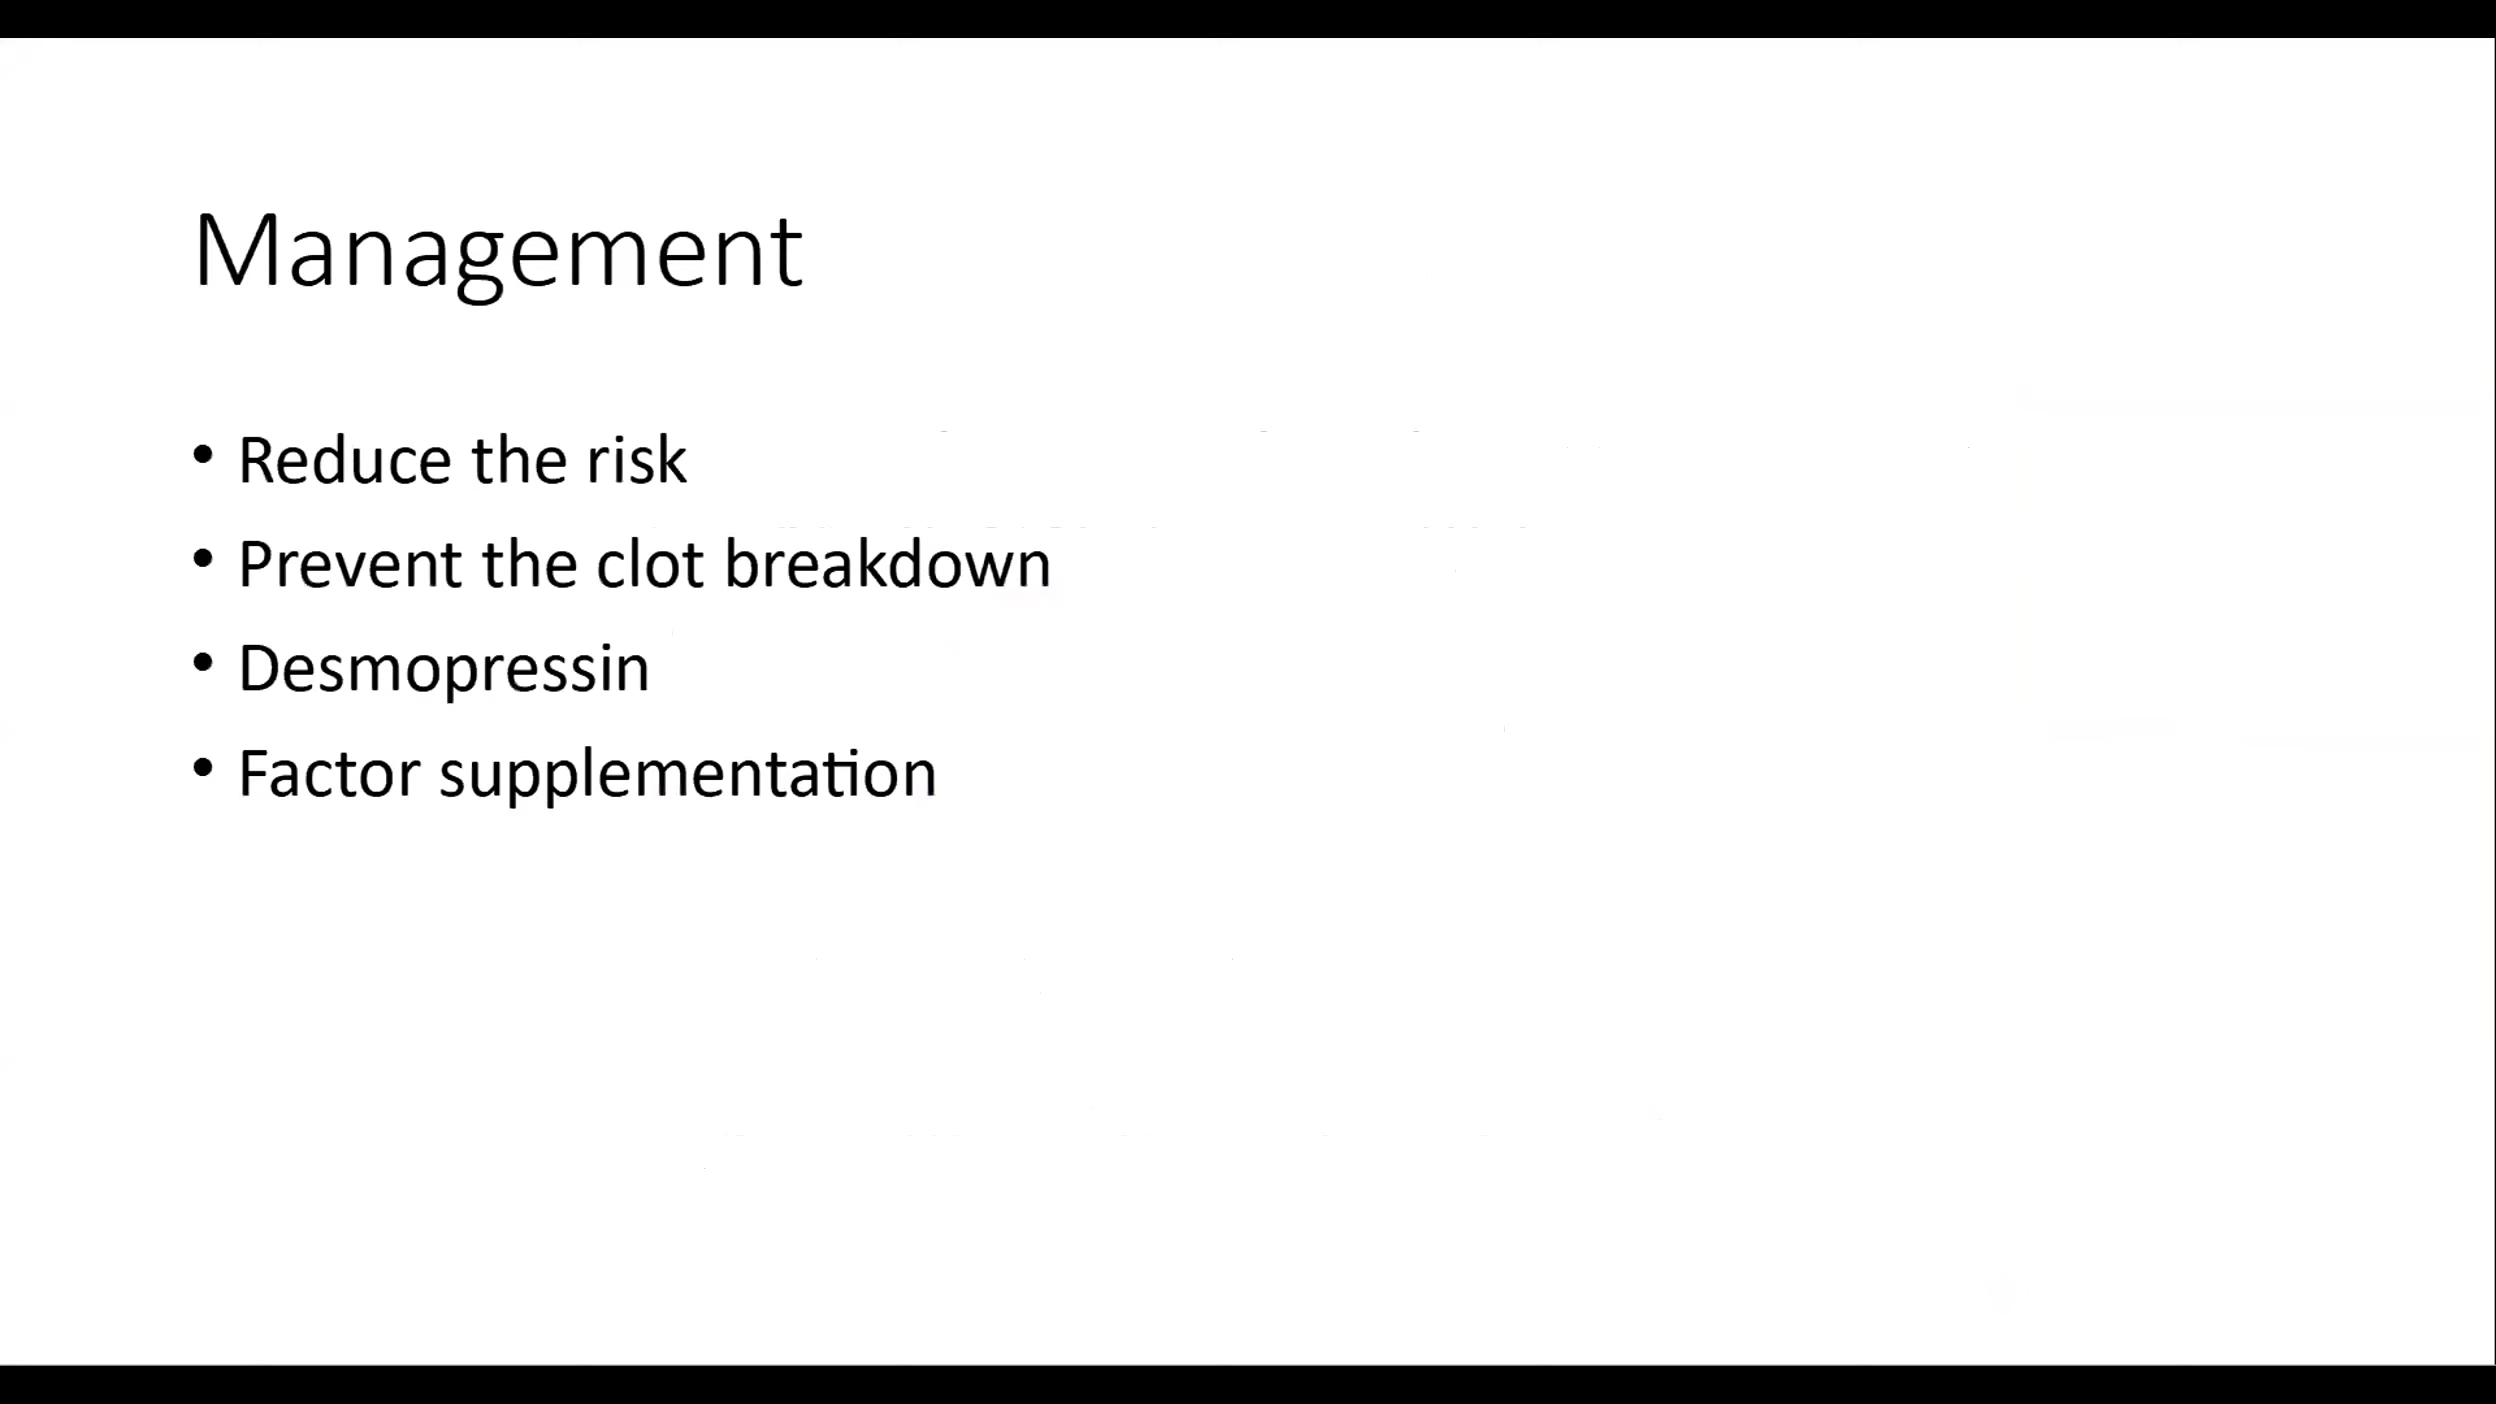 Management
• Reduce the risk
• Prevent the clot breakdown
• Desmopressin
• Factor supplementation